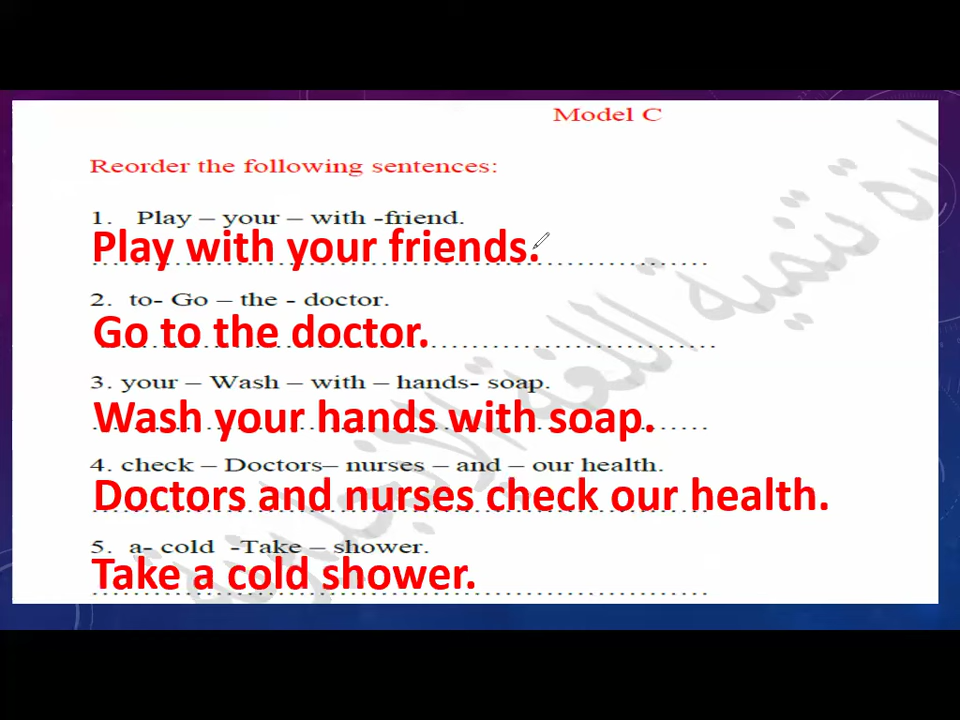 Model C
Reorder the following sentences:
1. Play – your – with -friend.
Play with your friends.
2. to- Go – the - doctor.
Go to the doctor.
3. your – Wash – with – hands- soap.
Wash your hands with soap.
4. check – Doctors– nurses – and – our health.
Doctors and nurses check our health.
5. a- cold -Take – shower.
Take a cold shower.